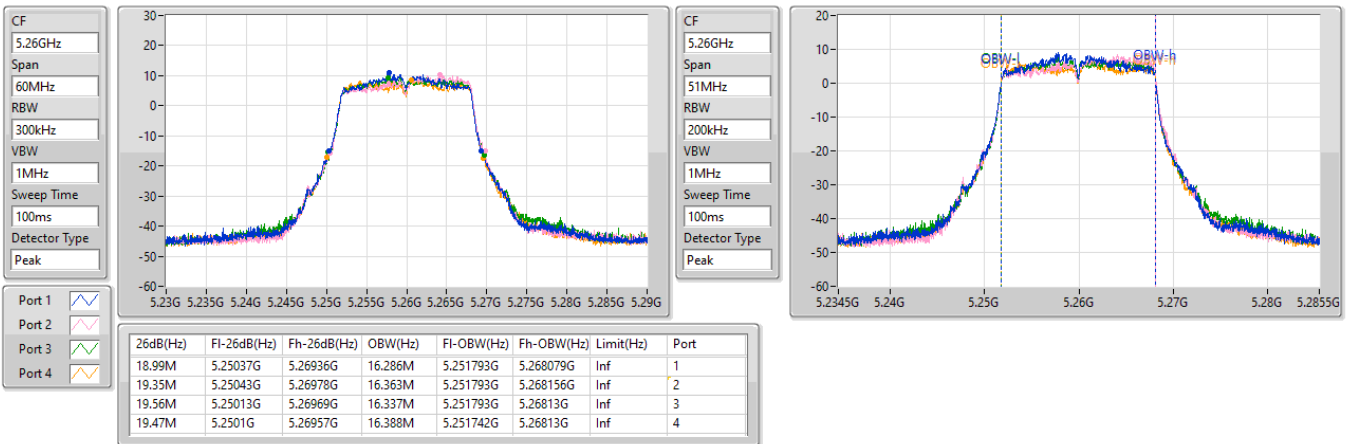 CF
5.26GHz
Span
60MHz
RBW
300kHz
VBW
1MHz
Sweep Time
100ms
Detector Type
Peak
30
20
10
0
-10
-20
-30
-40
-50
-60
5.23G 5.235G 5.24G 5.245G 5.25G 5.255G 5.26G 5.265G 5.27G 5.275G 5.28G 5.285G 5.29G
CF
5.26GHz
Span
51MHz
RBW
200kHz
VBW
1MHz
Sweep Time
100ms
Detector Type
Peak
20
10
0
-10
-20
-30
-40
-50
-60
OBW-l OBW-h
5.2345G 5.24G 5.25G 5.26G 5.27G 5.28G 5.2855G
Port 1
Port 2
Port 3
Port 4
26dB(Hz) Fl-26dB(Hz) Fh-26dB(Hz) OBW(Hz) Fl-OBW(Hz) Fh-OBW(Hz) Limit(Hz) Port
18.99M 5.25037G 5.26936G 16.286M 5.251793G 5.268079G Inf 1
19.35M 5.25043G 5.26978G 16.363M 5.251793G 5.268156G Inf 2
19.56M 5.25013G 5.26969G 16.337M 5.251793G 5.26813G Inf 3
19.47M 5.2501G 5.26957G 16.388M 5.251742G 5.26813G Inf 4